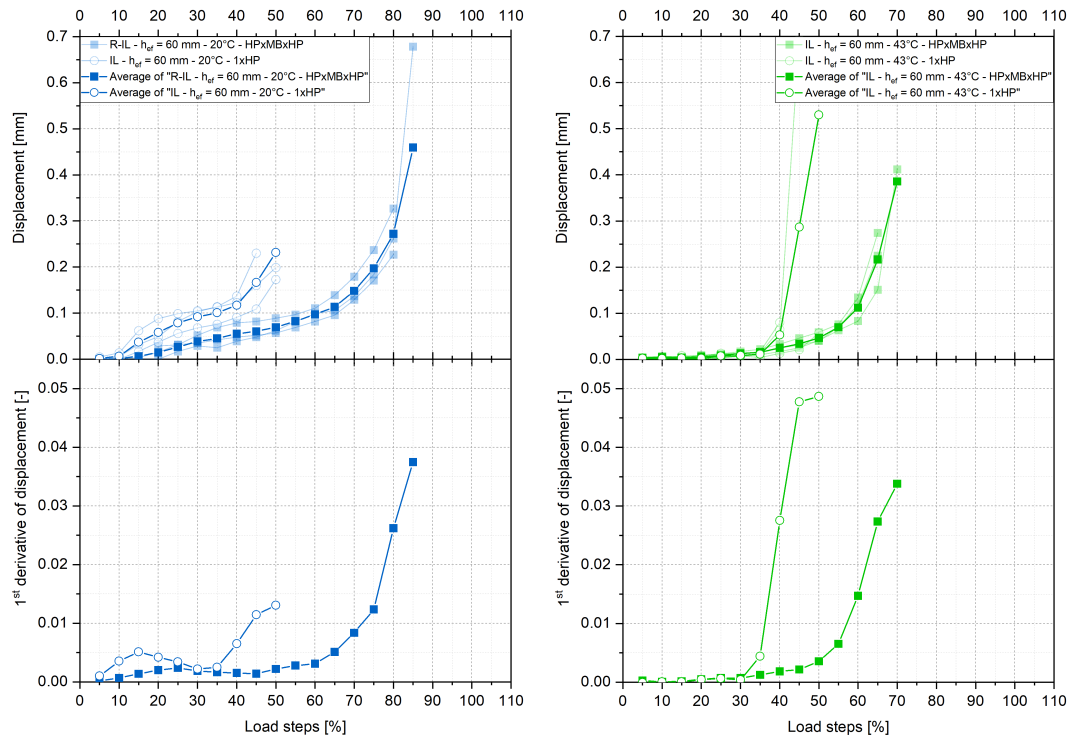 0 10 20 30 40 50 60 70 80 90 100 110
0.7
0.6
0.5
0.4
0.3
0.2
0.1
0.0
Displacement [mm]
R-IL - hef = 60 mm - 20°C - HPxMBxHP
IL - hef = 60 mm - 20°C - 1xHP
Average of "R-IL - hef = 60 mm - 20°C - HPxMBxHP"
Average of "IL - hef = 60 mm - 20°C - 1xHP"
0.05
0.04
0.03
0.02
0.01
0.00
1st derivative of displacement [-]
0 10 20 30 40 50 60 70 80 90 100 110
Load steps [%]
0 10 20 30 40 50 60 70 80 90 100 110
0.7
0.6
0.5
0.4
0.3
0.2
0.1
0.0
Displacement [mm]
IL - hef = 60 mm - 43°C - HPxMBxHP
IL - hef = 60 mm - 43°C - 1xHP
Average of "IL - hef = 60 mm - 43°C - HPxMBxHP"
Average of "IL - hef = 60 mm - 43°C - 1xHP"
0.05
0.04
0.03
0.02
0.01
0.00
1st derivative of displacement [-]
0 10 20 30 40 50 60 70 80 90 100 110
Load steps [%]